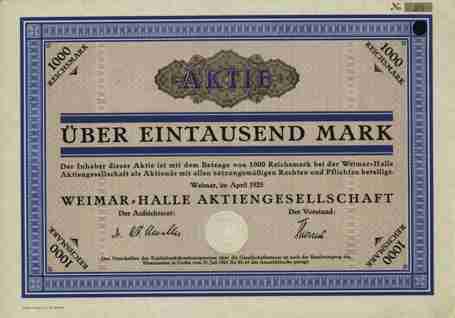 №
1000
REICHSMARK
1000
REICHSMARK
AKTIE
ÜBER EINTAUSEND MARK
Der Inhaber dieser Aktie ist mit dem Betrage von 1000 Reichsmark bei der Weimar-Halle
Aktiengesellschaft als Aktionär mit allen satzungsmäßigen Rechten und Pflichten beteiligt.
Weimar, im April 1925
WEIMAR-HALLE AKTIENGESELLSCHAFT
Der Aufsichtsrat:
Der Vorstand:
1000
REICHSMARK
1000
REICHSMARK